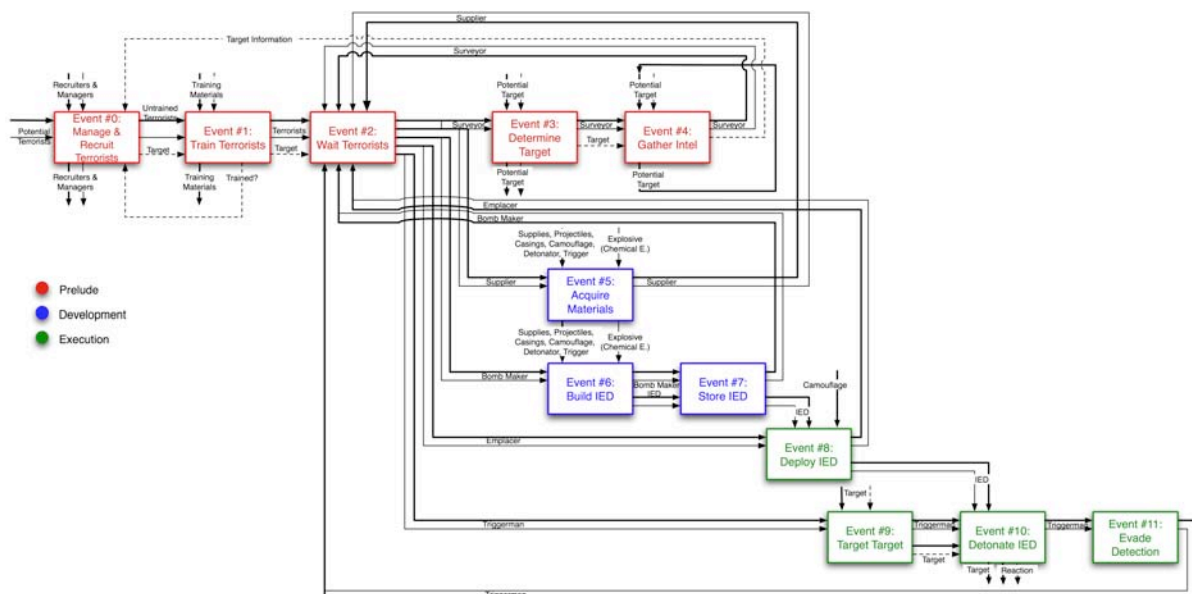 Supplier
Target Information
Surveyor
Recruiters &
Managers
Training
Materials
Potential
Target
Potential
Target
Untrained
Terrorists
Potential
Terrorists
Event #0:
Manage &
Recruit
Terrorists
Target
Event #1:
Train Terrorists
Terrorists
Target
Event #2:
Wait Terrorists
Surveyor
Event #3:
Determine
Target
Surveyor
Target
Event #4:
Gather Intel
Surveyor
Recruiters &
Managers
Training
Materials
Trained?
Potential
Target
Potential
Target
Emplacer
Bomb Maker
Supplies, Projectiles,
Casings, Camouflage,
Detonator, Trigger
Explosive
(Chemical E.)
Supplier
Event #5:
Acquire
Materials
Supplier
Prelude
Development
Execution
Supplies, Projectiles,
Casings, Camouflage,
Detonator, Trigger
Explosive
(Chemical E.)
Bomb Maker
Event #6:
Build IED
Bomb Maker
IED
Event #7:
Store IED
Camouflage
IED
Emplacer
Event #8:
Deploy IED
IED
Target
Triggerman
Event #9:
Target Target
Triggerman
Target
Event #10:
Detonate IED
Triggerman
Event #11:
Evade
Detection
Target
Reaction
Triggerman